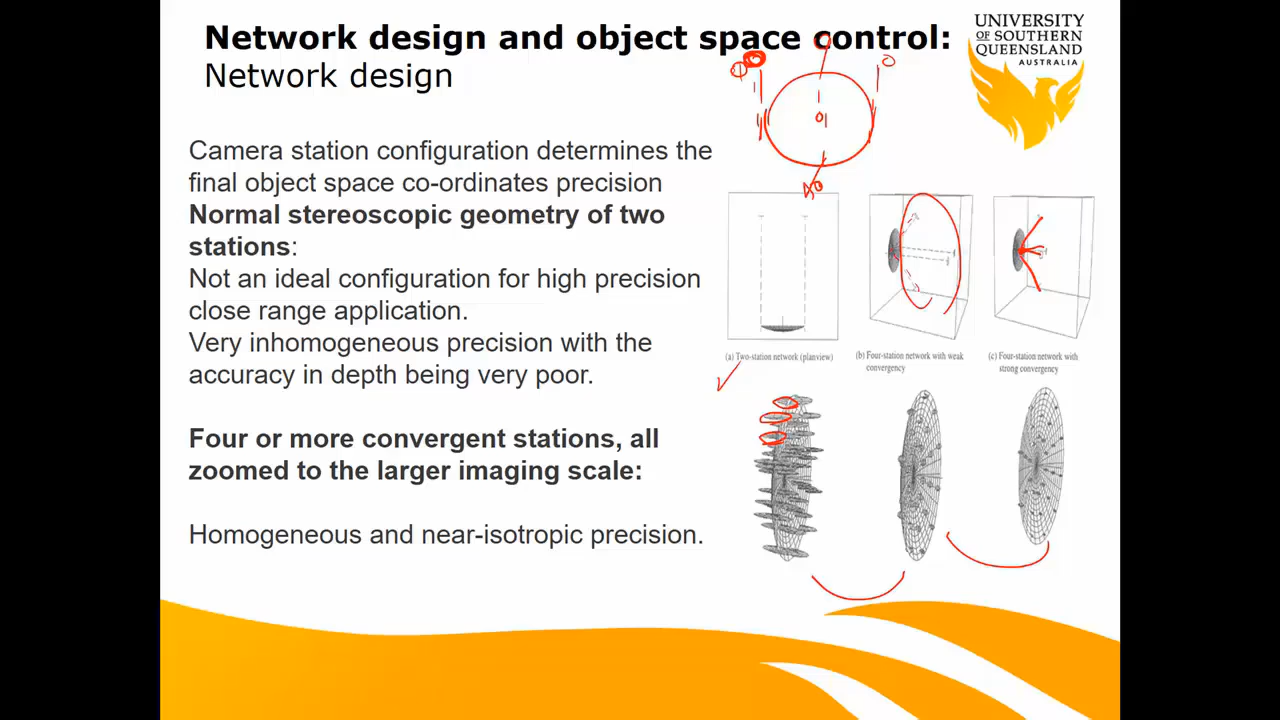 Network design and object space control:
Network design
UNIVERSITY
OF SOUTHERN
QUEENSLAND
AUSTRALIA
Camera station configuration determines the
final object space co-ordinates precision
Normal stereoscopic geometry of two
stations:
Not an ideal configuration for high precision
close range application.
Very inhomogeneous precision with the
accuracy in depth being very poor.
Four or more convergent stations, all
zoomed to the larger imaging scale:
Homogeneous and near-isotropic precision.
(a) Two-station network (planview)
(b) Four-station network with weak
convergency
(c) Four-station network with
strong convergency